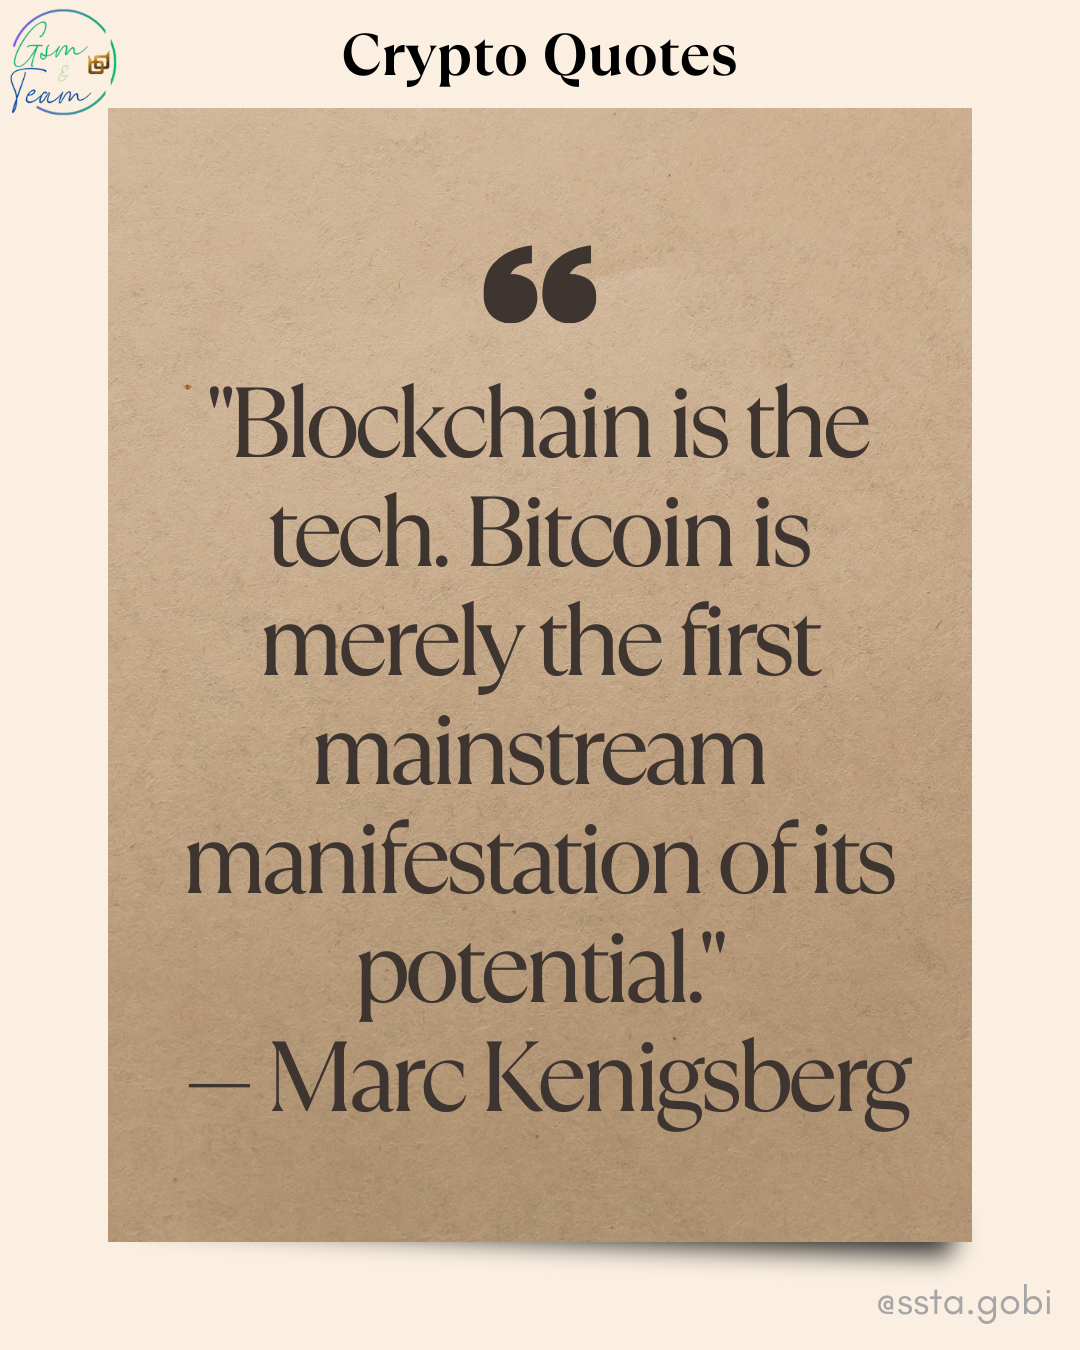 Gsm
&
Team
Crypto Quotes
“
"Blockchain is the
tech. Bitcoin is
merely the first
mainstream
manifestation of its
potential."
— Marc Kenigsberg
@ssta.gobi